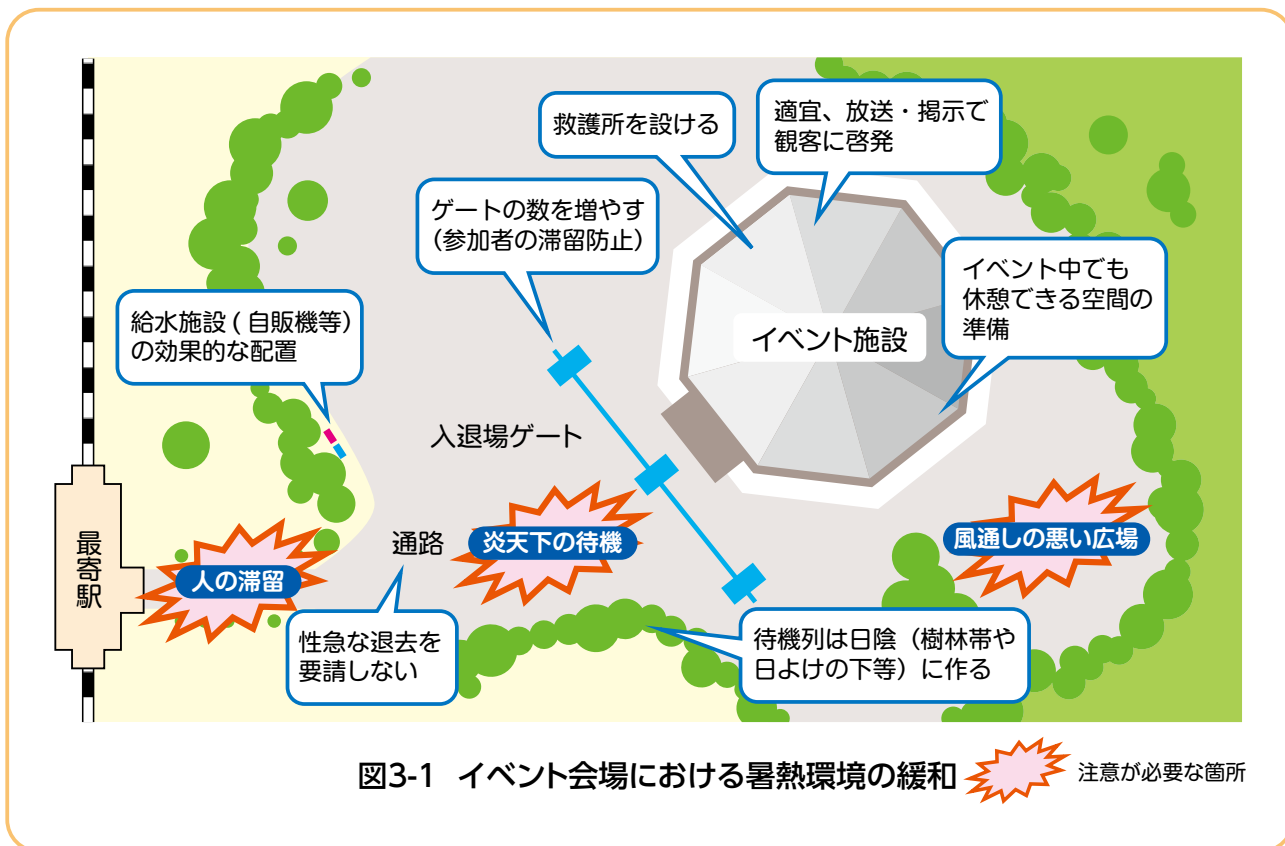 救護所を設ける
適宜、放送・掲示で
観客に啓発
ゲートの数を増やす
(参加者の滞留防止)
イベント中でも
休憩できる空間の
準備
給水施設(自販機等)
の効果的な配置
イベント施設
入退場ゲート
最寄駅
人の滞留
通路
炎天下の待機
風通しの悪い広場
性急な退去を
要請しない
待機列は日陰(樹林帯や
日よけの下等)に作る
図3-1 イベント会場における暑熱環境の緩和
注意が必要な箇所